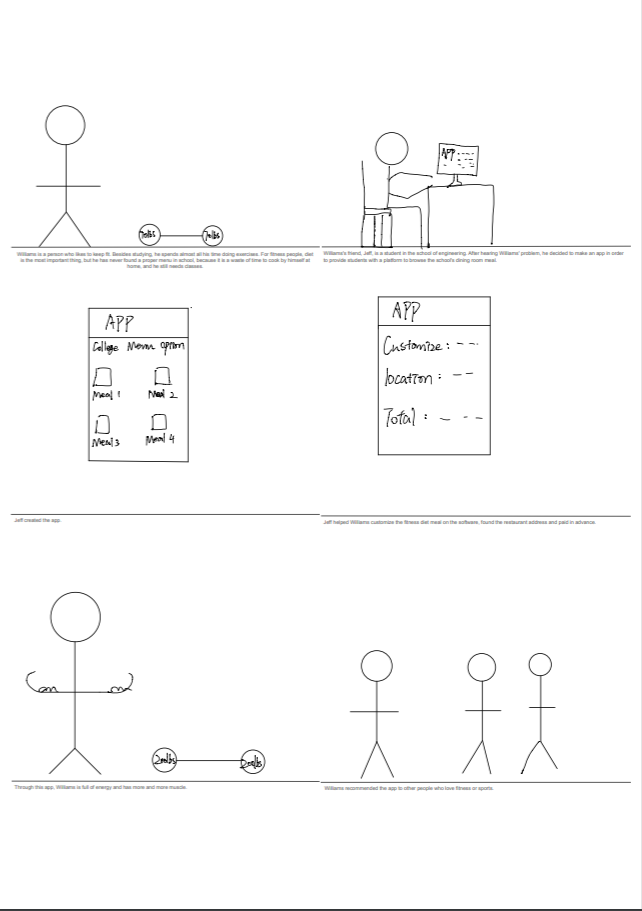 70lbs 70lbs
Williams is a person who likes to keep fit. Besides studying, he spends almost all his time doing exercises. For fitness people, diet
is the most important thing, but he has never found a proper menu in school, because it is a waste of time to cook by himself at
home, and he still needs classes.
APP
Williams's friend, Jeff, is a student in the school of engineering. After hearing Williams' problem, he decided to make an app in order
to provide students with a platform to browse the school's dining room meal.
APP
College Menu option
Meal 1 Meal 2
Meal 3 Meal 4
Jeff created the app.
APP
Customize :
location :
Total :
Jeff helped Williams customize the fitness diet meal on the software, found the restaurant address and paid in advance.
200lbs 200lbs
Through this app, Williams is full of energy and has more and more muscle.
Williams recommended the app to other people who love fitness or sports.